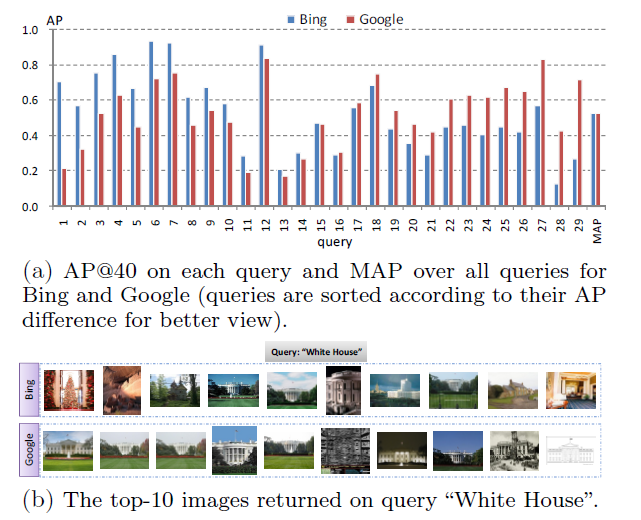 AP
Bing Google
1.0
0.8
0.6
0.4
0.2
0.0
1 2 3 4 5 6 7 8 9 10 11 12 13 14 15 16 17 18 19 20 21 22 23 24 25 26 27 28 29 MAP
query
(a) AP@40 on each query and MAP over all queries for
Bing and Google (queries are sorted according to their AP
difference for better view).
Query: "White House"
Bing
Google
(b) The top-10 images returned on query “White House”.